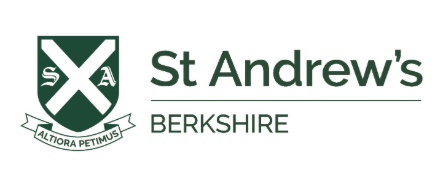 S A
ALTIORA PETIMUS
St Andrew's
BERKSHIRE